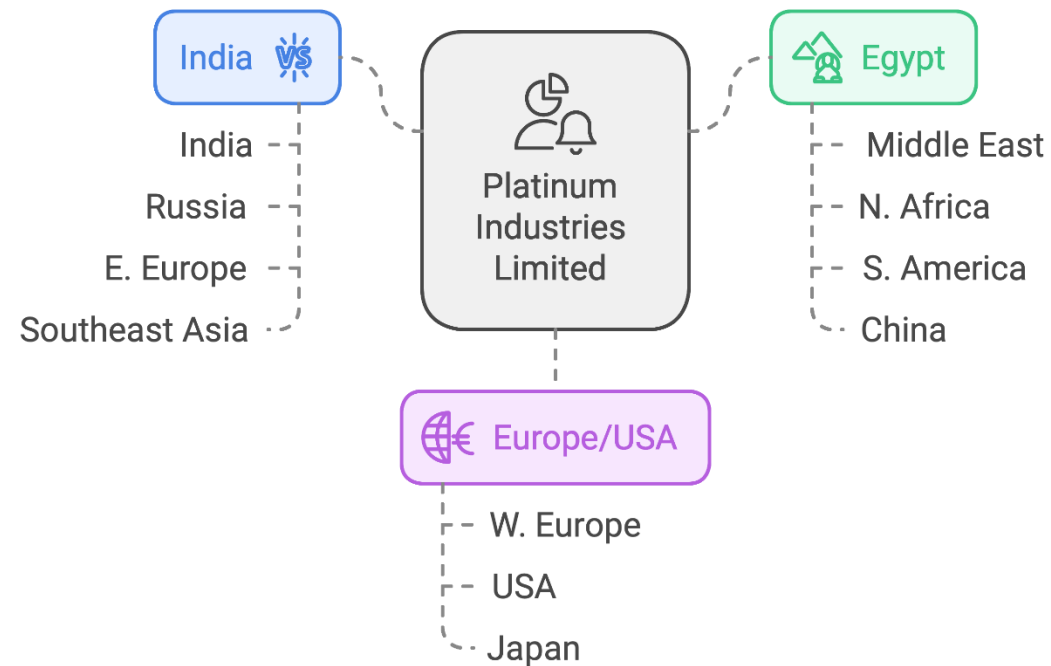 India VS
India
Russia
E. Europe
Southeast Asia
Platinum
Industries
Limited
Egypt
Middle East
N. Africa
S. America
China
Europe/USA
W. Europe
USA
Japan